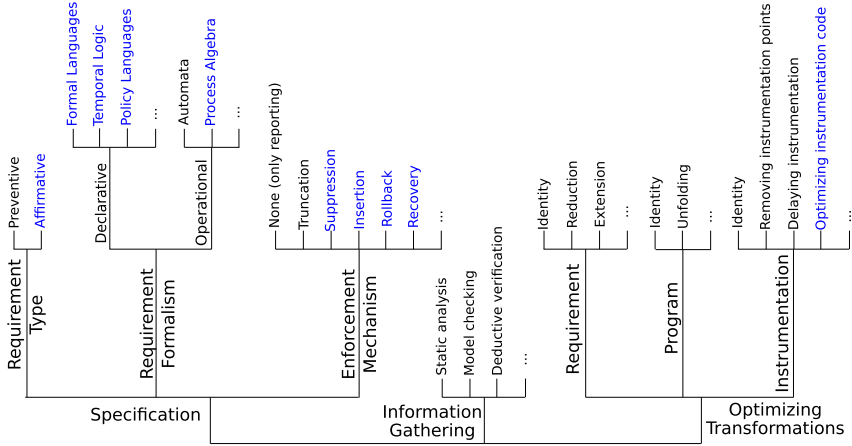 Formal Languages
Temporal Logic
Policy Languages
...
Automata
Process Algebra
...
Preventive
Affirmative
Declarative
Operational
None (only reporting)
Truncation
Suppression
Insertion
Rollback
Recovery
...
Identity
Reduction
Extension
...
Identity
Unfolding
...
Identity
Removing instrumentation points
Delaying instrumentation
Optimizing instrumentation code
...
Requirement
Type
Requirement
Formalism
Enforcement
Mechanism
Static analysis
Model checking
Deductive verification
...
Requirement
Program
Instrumentation
Specification
Information
Gathering
Optimizing
Transformations